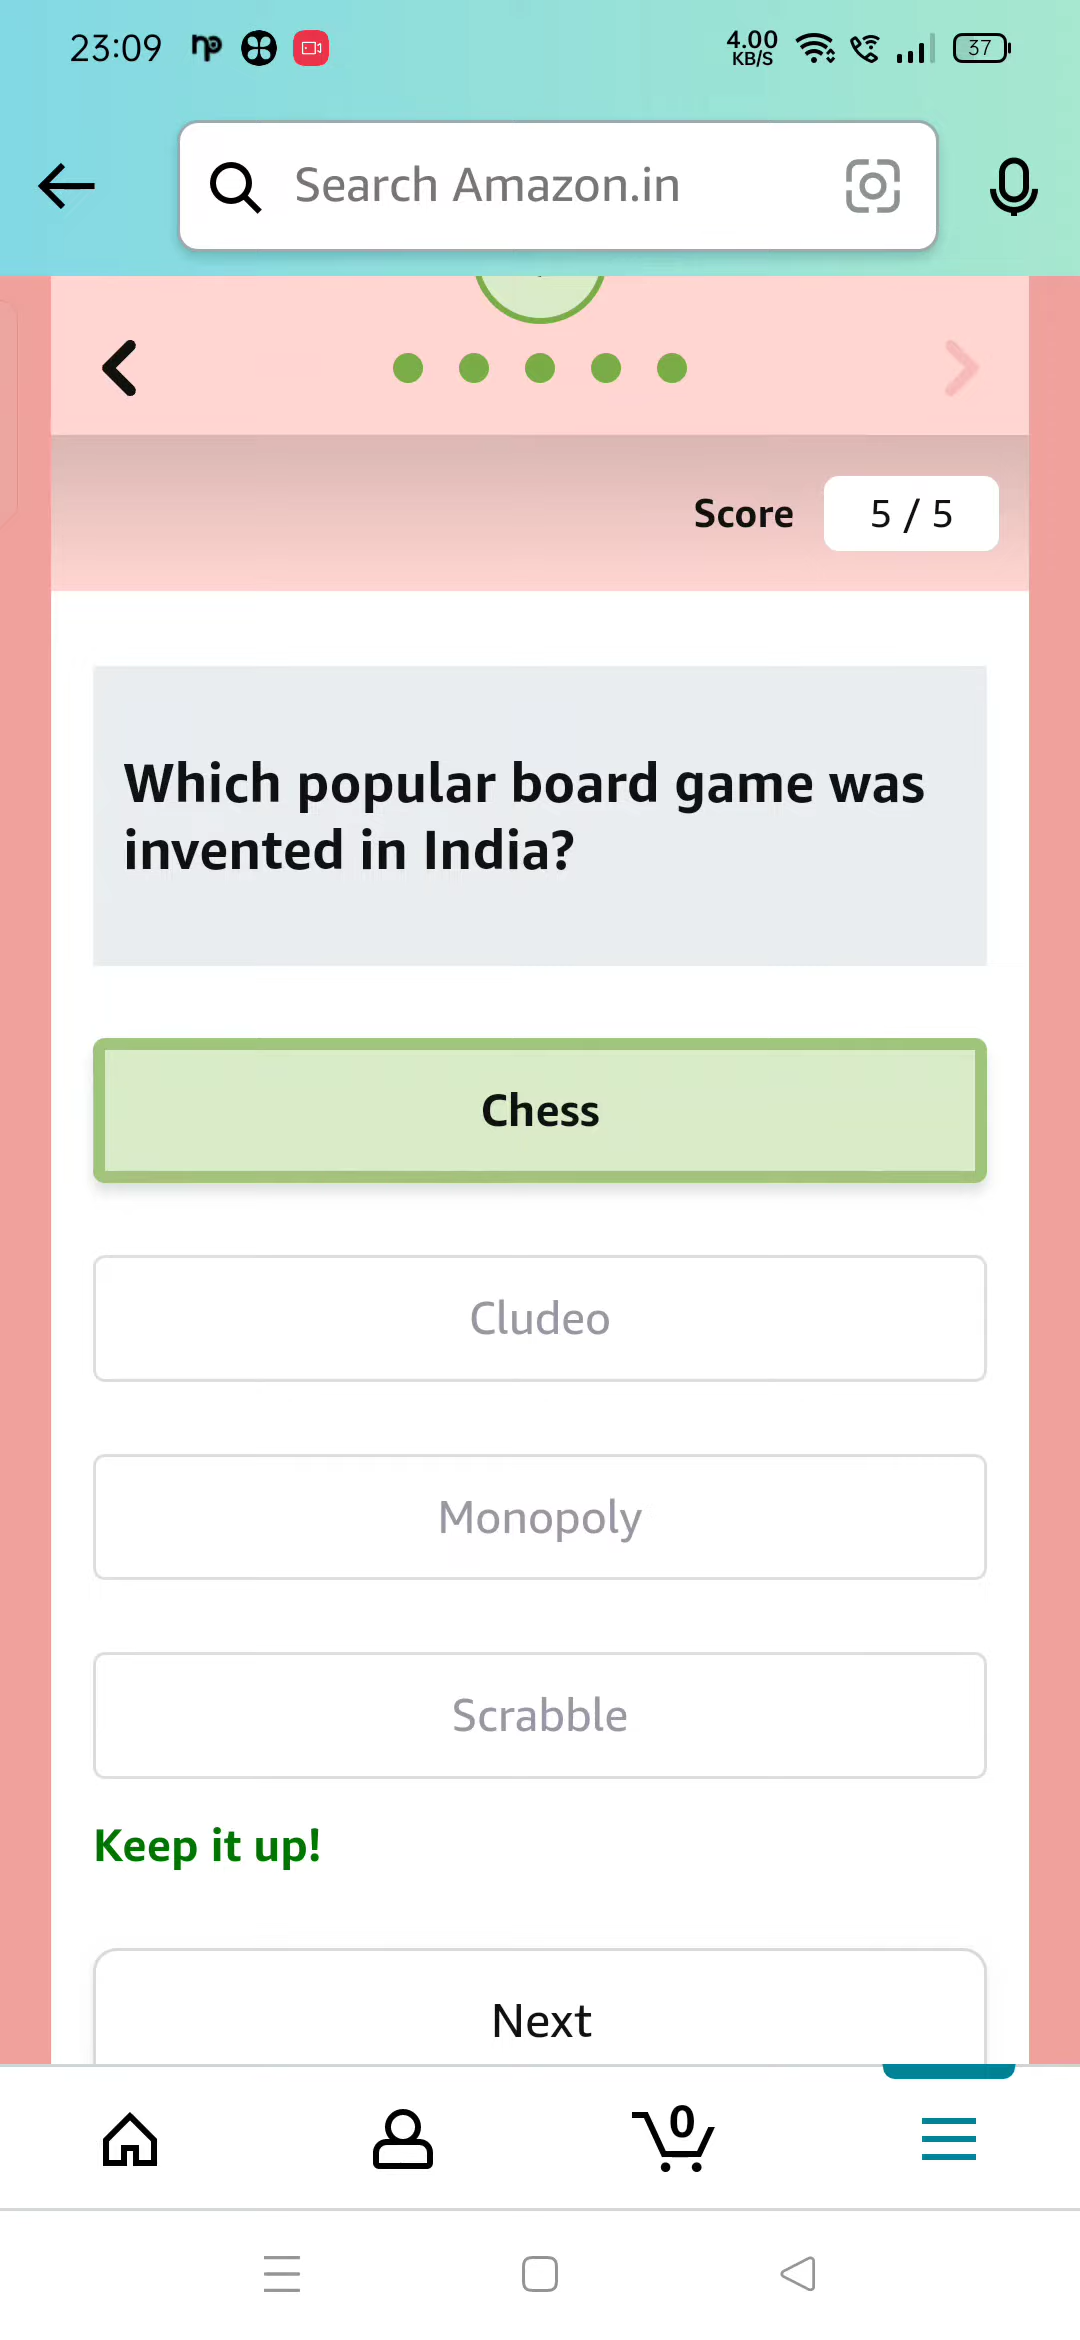 23:09
4.00
KB/S
37
Search Amazon.in
Score 5 / 5
Which popular board game was
invented in India?
Chess
Cludeo
Monopoly
Scrabble
Keep it up!
Next
0